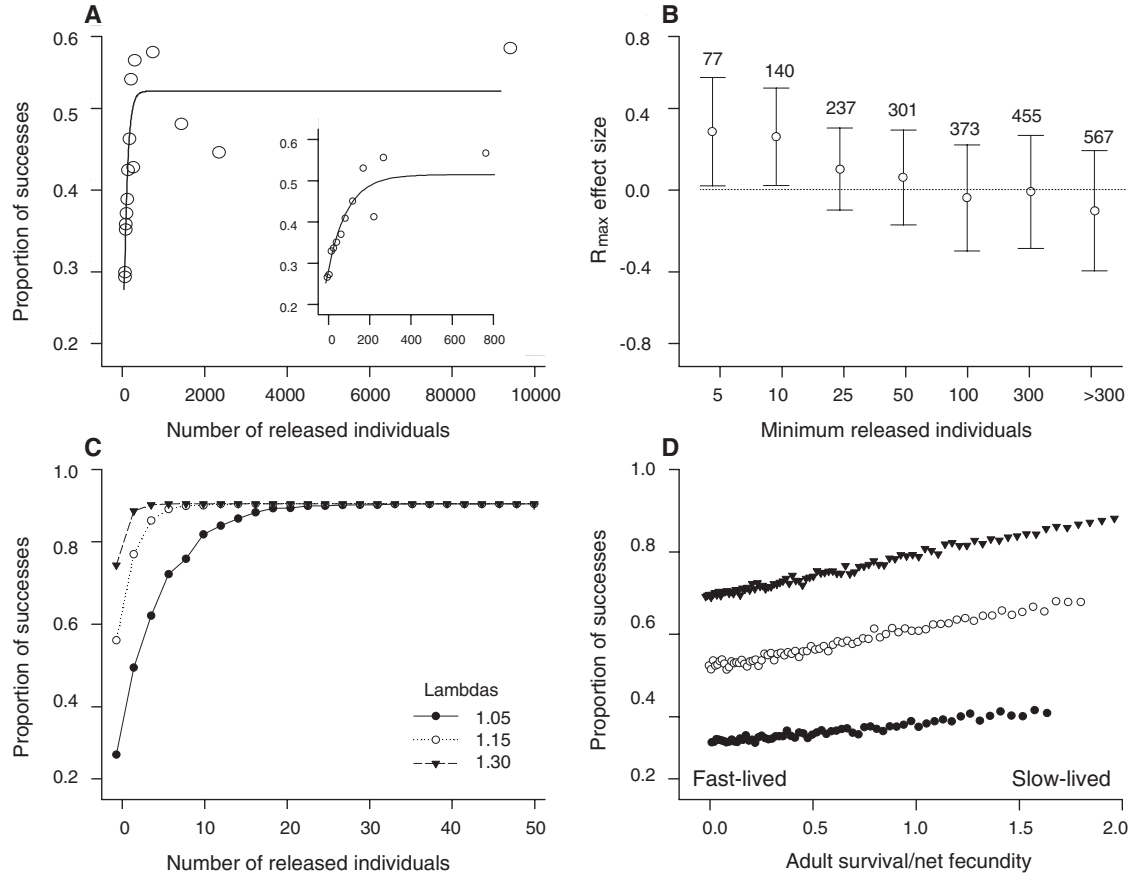 A
0.6
0.5
0.4
0.3
0.2
Proportion of successes
0.6
0.5
0.4
0.3
0.2
0 200 400 600 800
0 2000 4000 6000 8000 10000
Number of released individuals
B
0.8
0.4
0.0
-0.4
-0.8
Rmax effect size
77
140
237
301
373
455
567
5 10 25 50 100 300 >300
Minimum released individuals
C
1.0
0.8
0.6
0.4
0.2
Proportion of successes
Lambdas
1.05
1.15
1.30
0 10 20 30 40 50
Number of released individuals
D
1.0
0.8
0.6
0.4
0.2
Proportion of successes
Fast-lived Slow-lived
0.0 0.5 1.0 1.5 2.0
Adult survival/net fecundity